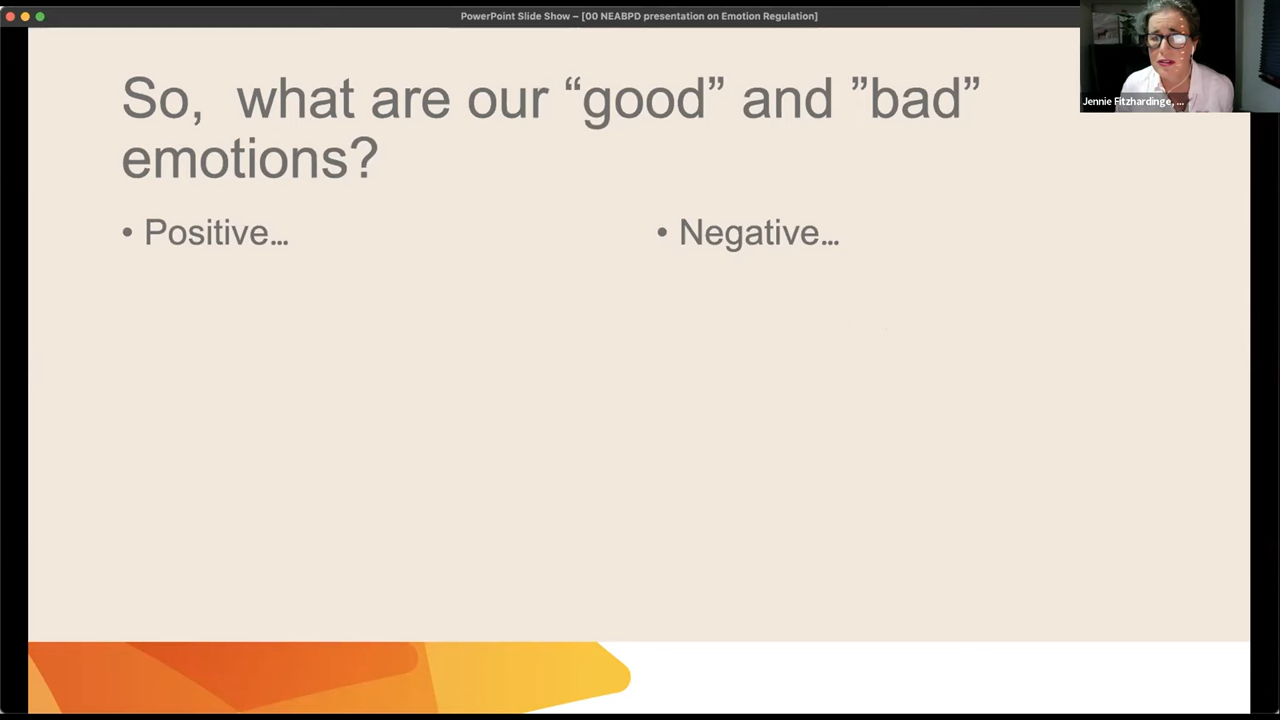 PowerPoint Slide Show – [00 NEABPD presentation on Emotion Regulation]
Jennie Fitzhardinge, ...
So,  what are our “good” and ”bad”
emotions?
• Positive…
• Negative…